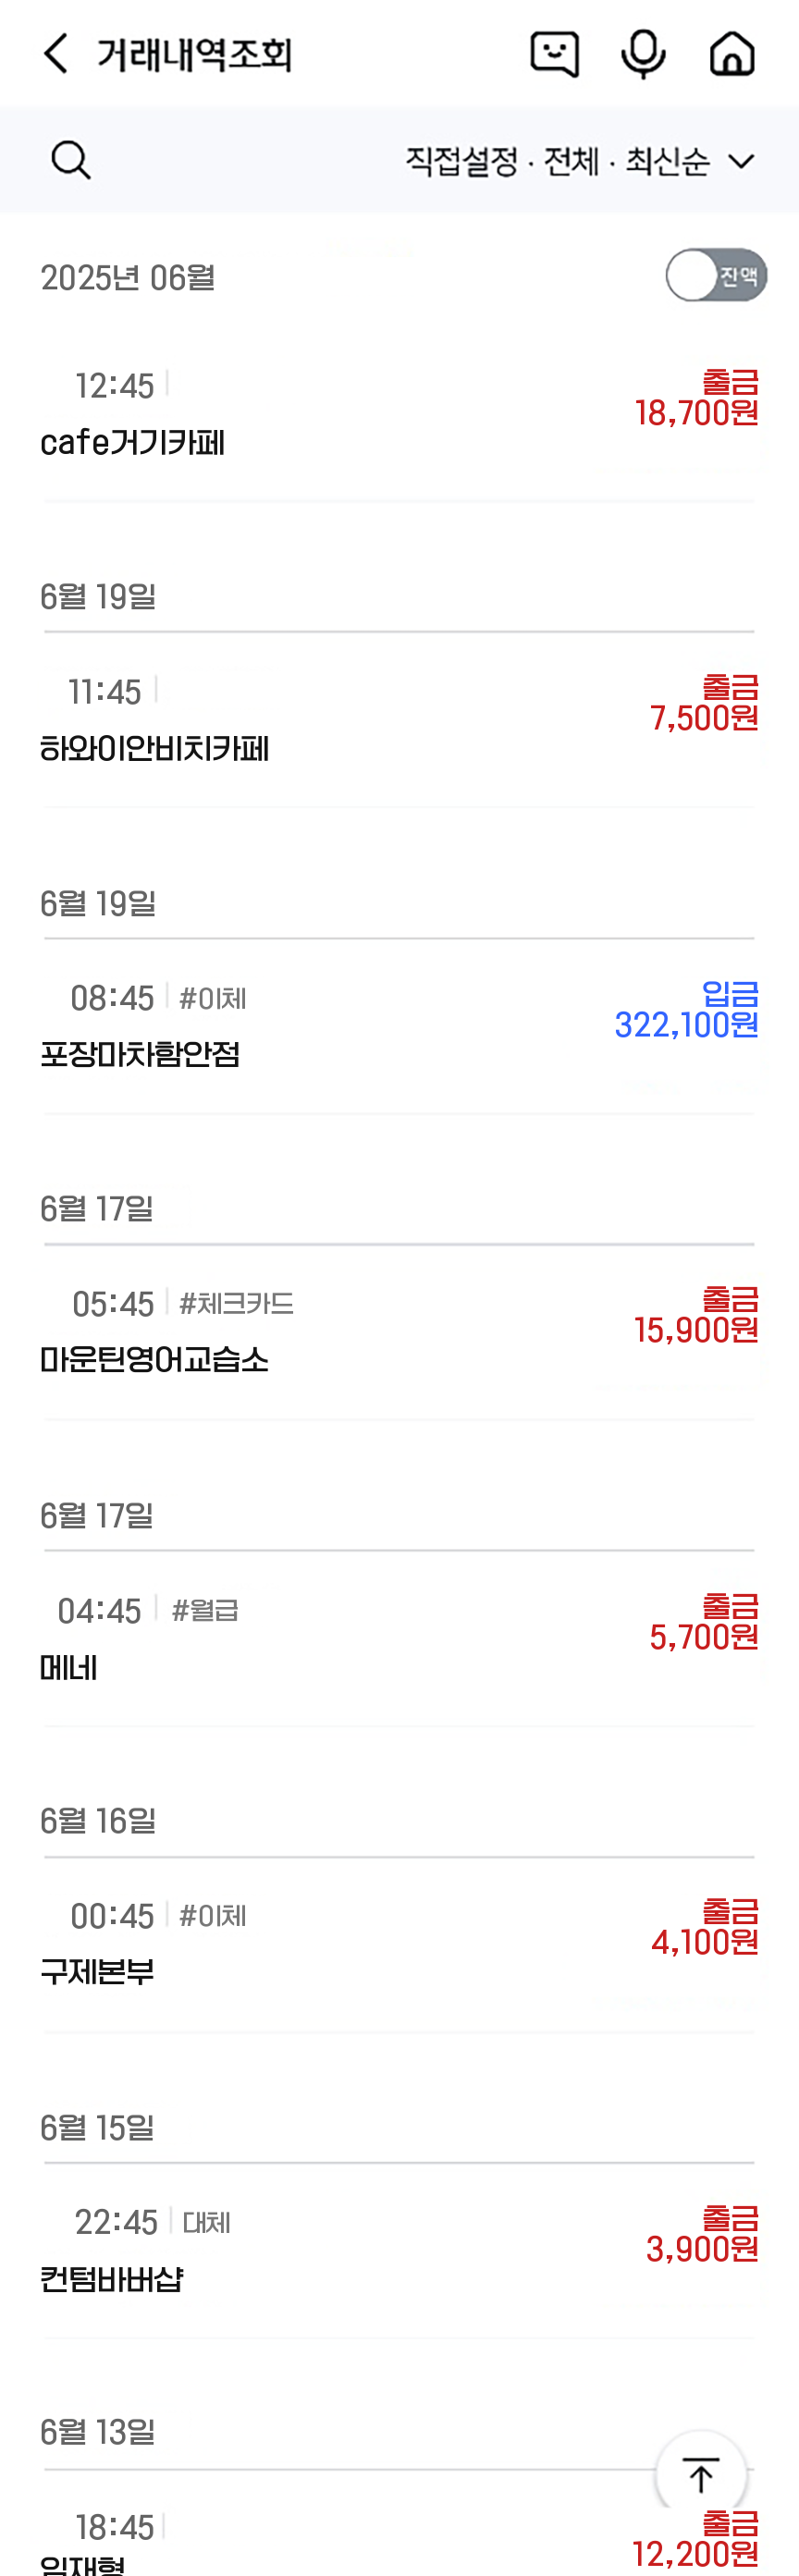 거래내역조회
직접설정 · 전체 · 최신순
2025년 06월
잔액
12:45
출금
18,700원
cafe거기카페
6월 19일
11:45
출금
7,500원
하와이안비치카페
6월 19일
08:45 #이체
입금
322,100원
포장마차함안점
6월 17일
05:45 #체크카드
출금
15,900원
마운틴영어교습소
6월 17일
04:45 #월급
출금
5,700원
메네
6월 16일
00:45 #이체
출금
4,100원
구제본부
6월 15일
22:45 대체
출금
3,900원
컨텀바버샵
6월 13일
18:45
출금
12,200원